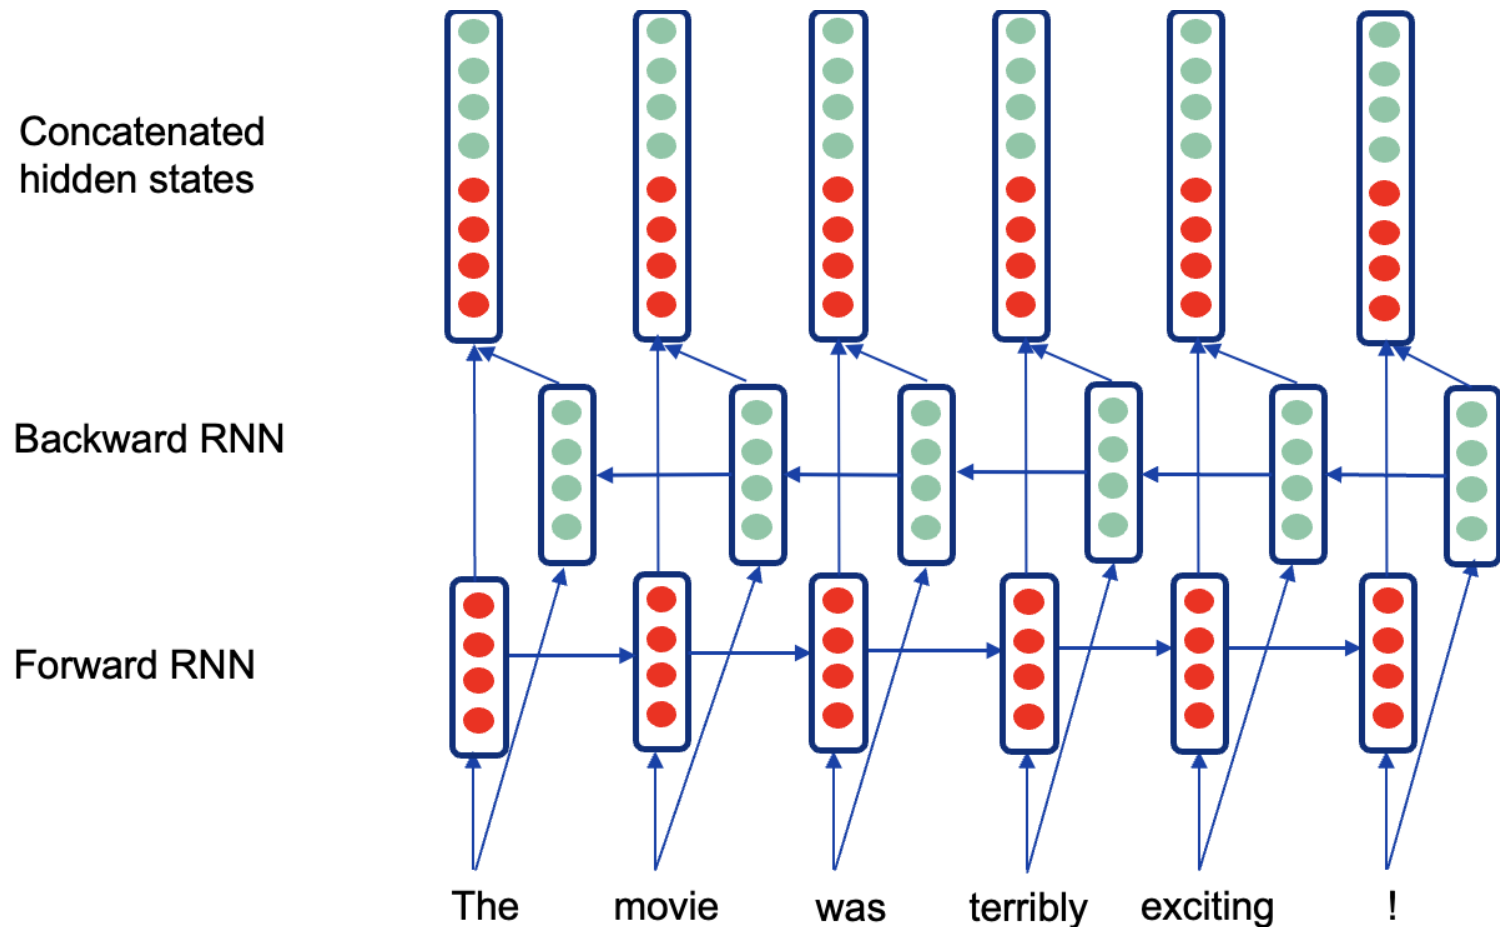 Concatenated
hidden states
Backward RNN
Forward RNN
The movie was terribly exciting !